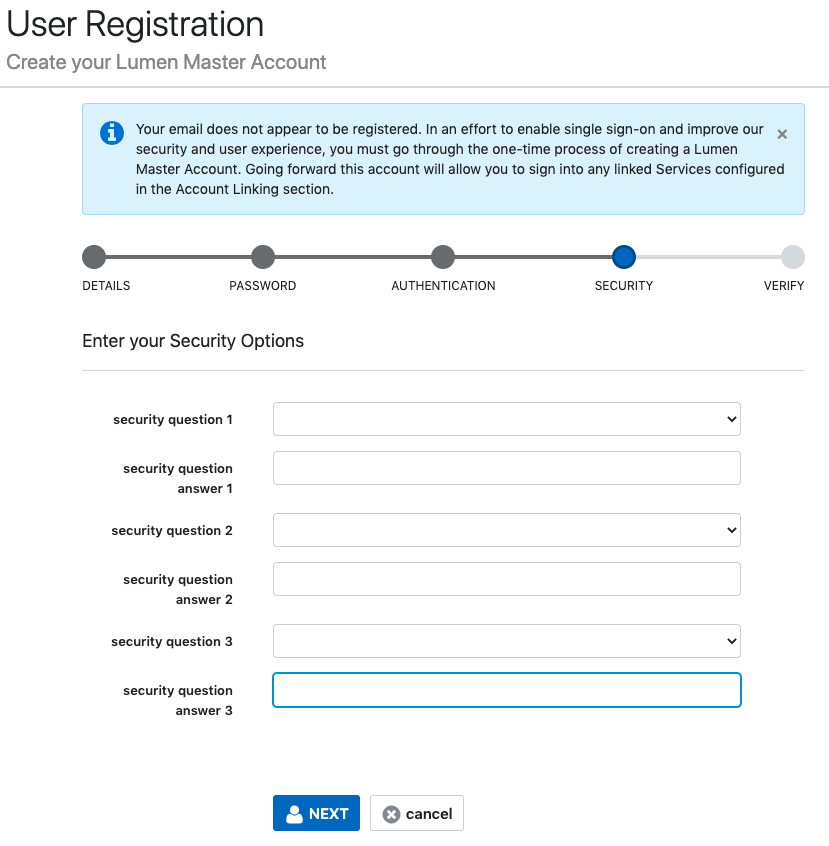 User Registration
Create your Lumen Master Account
Your email does not appear to be registered. In an effort to enable single sign-on and improve our
security and user experience, you must go through the one-time process of creating a Lumen
Master Account. Going forward this account will allow you to sign into any linked Services configured
in the Account Linking section.
DETAILS PASSWORD AUTHENTICATION SECURITY VERIFY
Enter your Security Options
security question 1
security question
answer 1
security question 2
security question
answer 2
security question 3
security question
answer 3
NEXT cancel